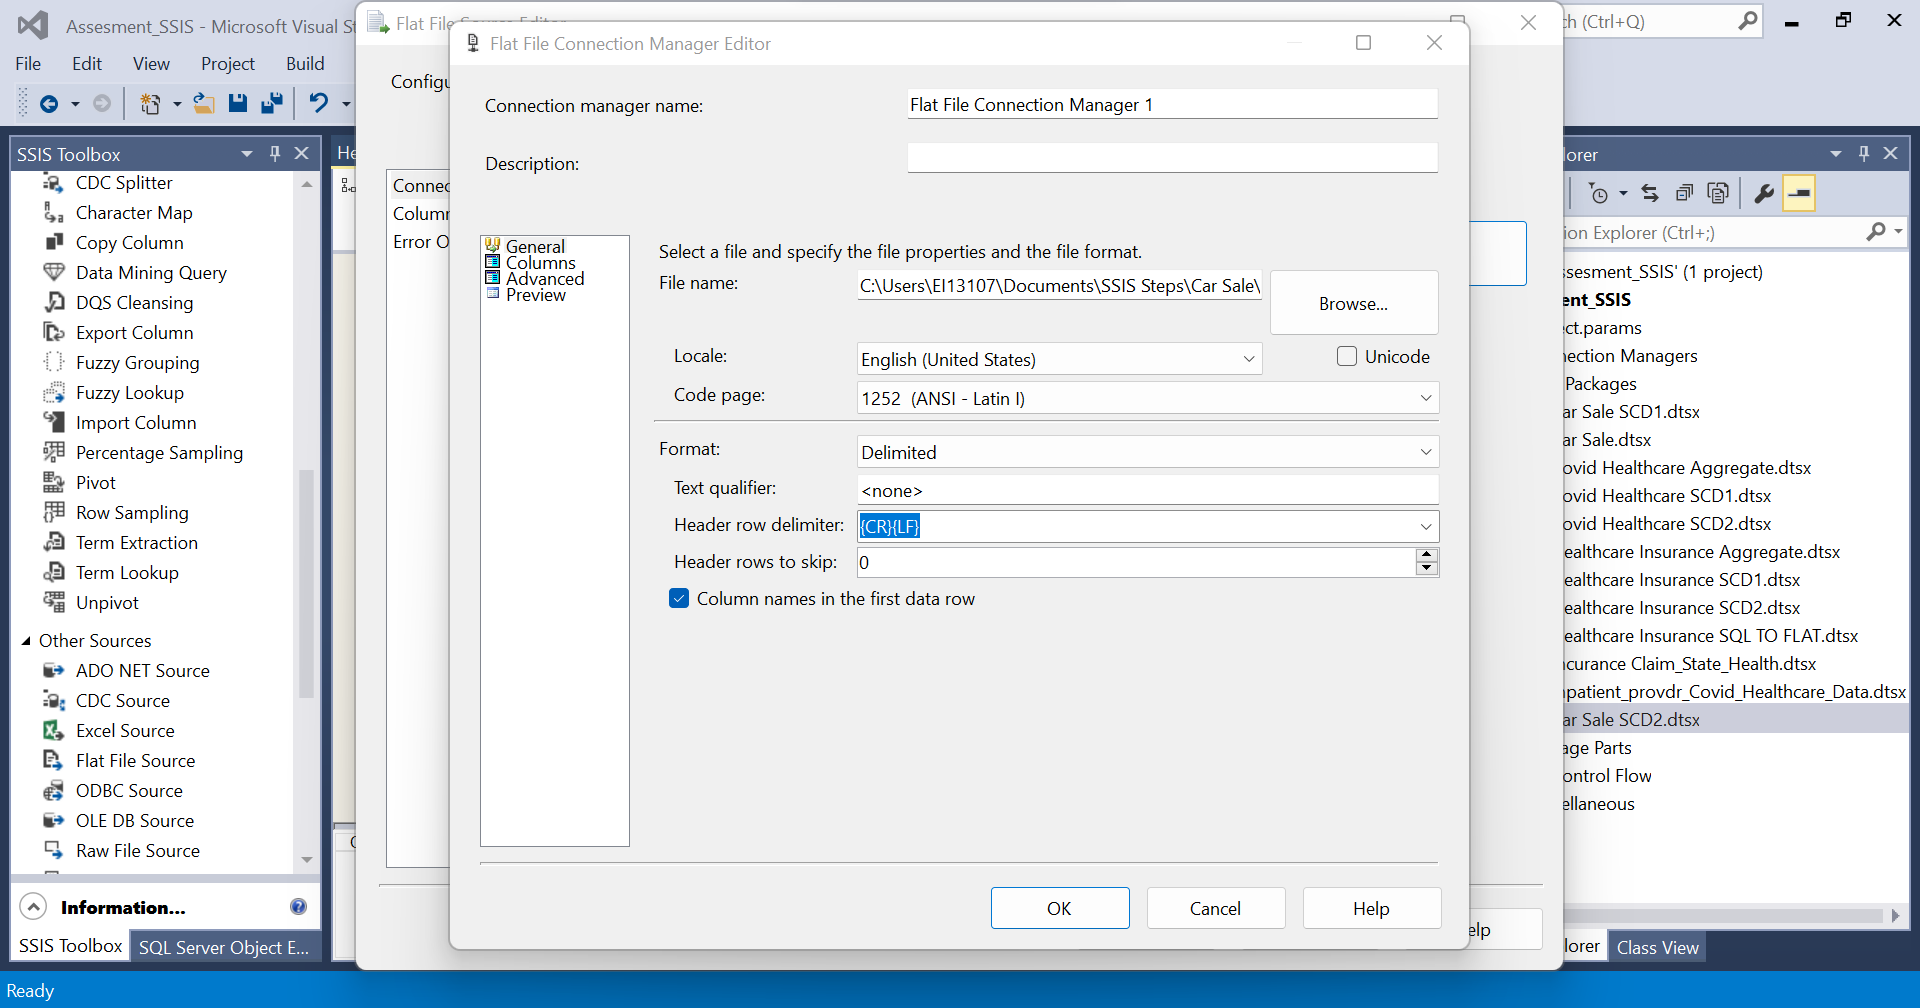 Assesment_SSIS - Microsoft Visual St
File Edit View Project Build
(Ctrl+Q)
SSIS Toolbox
CDC Splitter
Character Map
Copy Column
Data Mining Query
DQS Cleansing
Export Column
Fuzzy Grouping
Fuzzy Lookup
Import Column
Percentage Sampling
Pivot
Row Sampling
Term Extraction
Term Lookup
Unpivot
Other Sources
ADO NET Source
CDC Source
Excel Source
Flat File Source
ODBC Source
OLE DB Source
Raw File Source
Information...
SSIS Toolbox
SQL Server Object E...
Ready
Flat File Source Editor
Configu
Connec
Column
Error O
elp
Flat File Connection Manager Editor
Connection manager name:
Flat File Connection Manager 1
Description:
General
Columns
Advanced
Preview
Select a file and specify the file properties and the file format.
File name:
C:\Users\EI13107\Documents\SSIS Steps\Car Sale\
Browse...
Locale:
English (United States)
Unicode
Code page:
1252 (ANSI - Latin I)
Format:
Delimited
Text qualifier:
<none>
Header row delimiter:
{CR}{LF}
Header rows to skip:
0
Column names in the first data row
OK
Cancel
Help
lorer
ion Explorer (Ctrl+;)
ssesment_SSIS' (1 project)
ent_SSIS
ect.params
nection Managers
Packages
ar Sale SCD1.dtsx
ar Sale.dtsx
ovid Healthcare Aggregate.dtsx
ovid Healthcare SCD1.dtsx
ovid Healthcare SCD2.dtsx
ealthcare Insurance Aggregate.dtsx
ealthcare Insurance SCD1.dtsx
ealthcare Insurance SCD2.dtsx
ealthcare Insurance SQL TO FLAT.dtsx
ncurance Claim_State_Health.dtsx
npatient_provdr_Covid_Healthcare_Data.dtsx
ar Sale SCD2.dtsx
age Parts
ontrol Flow
ellaneous
lorer
Class View